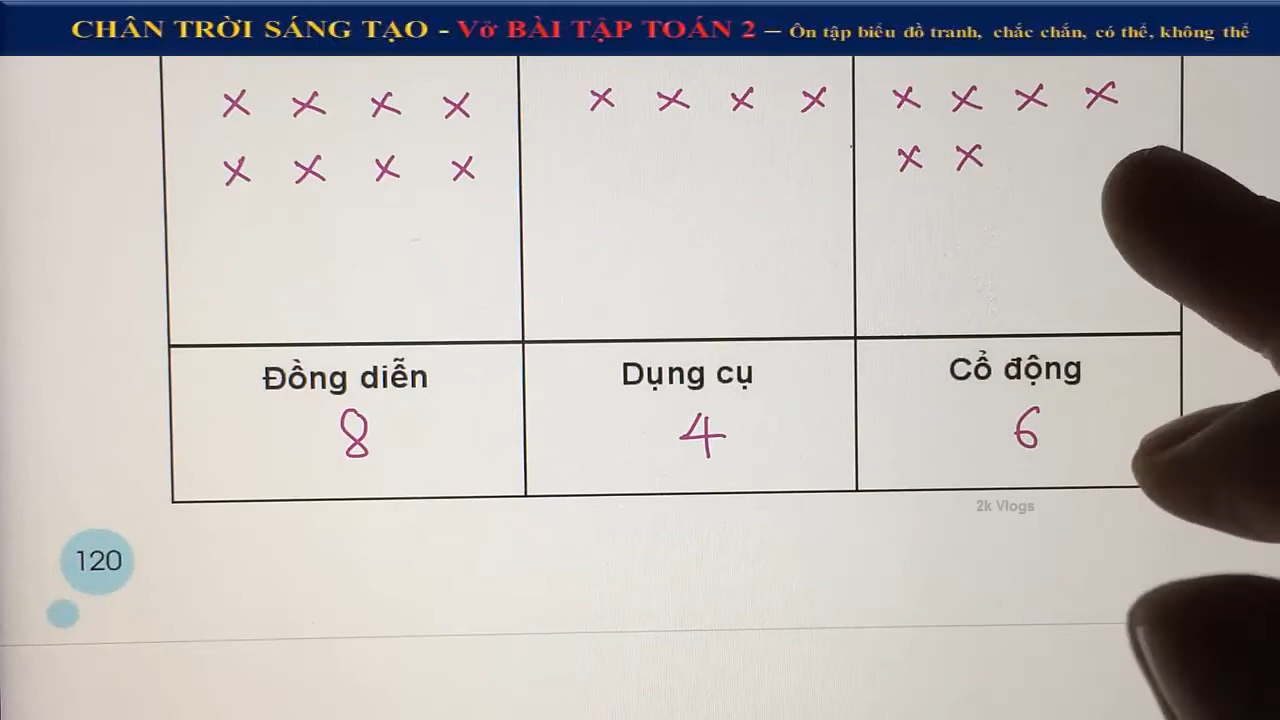 CHÂN TRỜI SÁNG TẠO - Vở BÀI TẬP TOÁN 2 – Ôn tập biểu đồ tranh, chắc chắn, có thể, không thể
× × × × × × × × × × × ×
× × × × × ×
Đồng diễn Dụng cụ Cổ động
8 4 6
2k Vlogs
120